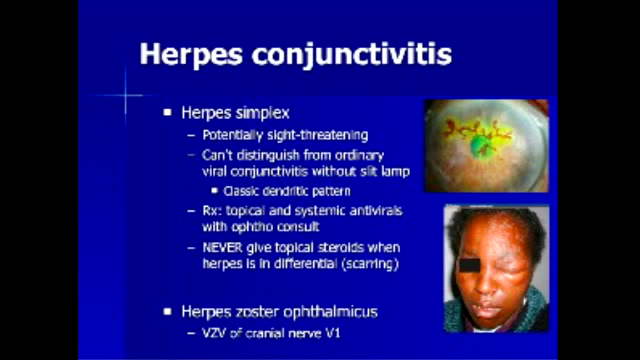 Herpes conjunctivitis
Herpes simplex
– Potentially sight-threatening
– Can't distinguish from ordinary
viral conjunctivitis without slit lamp
Classic dendritic pattern
– Rx: topical and systemic antivirals
with ophtho consult
– NEVER give topical steroids when
herpes is in differential (scarring)
Herpes zoster ophthalmicus
– VZV of cranial nerve V1